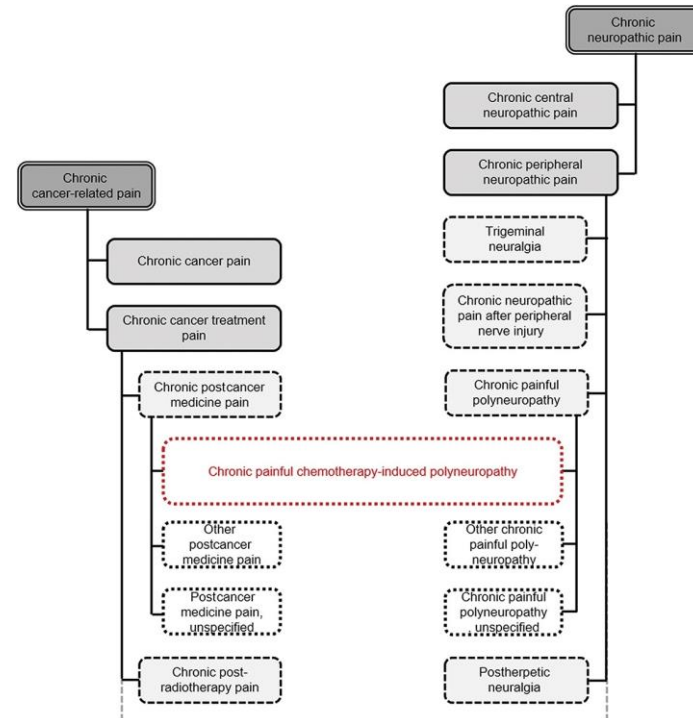 Chronic
neuropathic pain
Chronic central
neuropathic pain
Chronic peripheral
neuropathic pain
Chronic
cancer-related pain
Trigeminal
neuralgia
Chronic cancer pain
Chronic neuropathic
pain after peripheral
nerve injury
Chronic cancer treatment
pain
Chronic postcancer
medicine pain
Chronic painful
polyneuropathy
Chronic painful chemotherapy-induced polyneuropathy
Other
postcancer
medicine pain
Other chronic
painful poly-
neuropathy
Postcancer
medicine pain,
unspecified
Chronic painful
polyneuropathy
, unspecified
Chronic post-
radiotherapy pain
Postherpetic
neuralgia